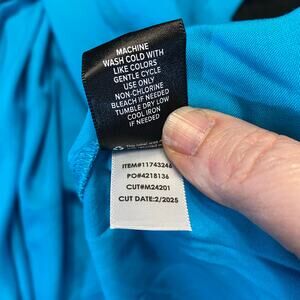 MACHINE
WASH COLD WITH
LIKE COLORS
GENTLE CYCLE
USE ONLY
NON-CHLORINE
BLEACH IF NEEDED
TUMBLE DRY LOW
COOL IRON
IF NEEDED
ITEM#11743246
PO#4218136
CUT#M24201
CUT DATE:2/2025